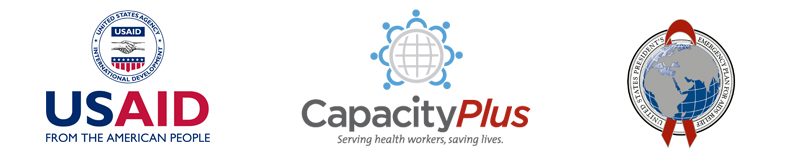 UNITED STATES AGENCY
USAID
INTERNATIONAL DEVELOPMENT
USAID
FROM THE AMERICAN PEOPLE
CapacityPlus
Serving health workers, saving lives.
UNITED STATES PRESIDENT'S
EMERGENCY PLAN FOR AIDS RELIEF